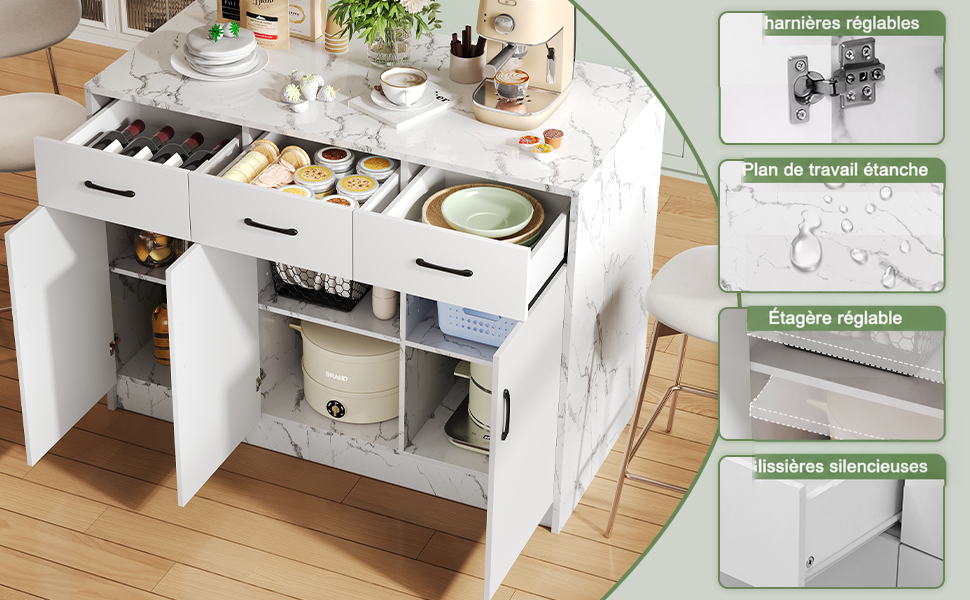 BRAND
harnières réglables
Plan de travail étanche
Étagère réglable
lissières silencieuses